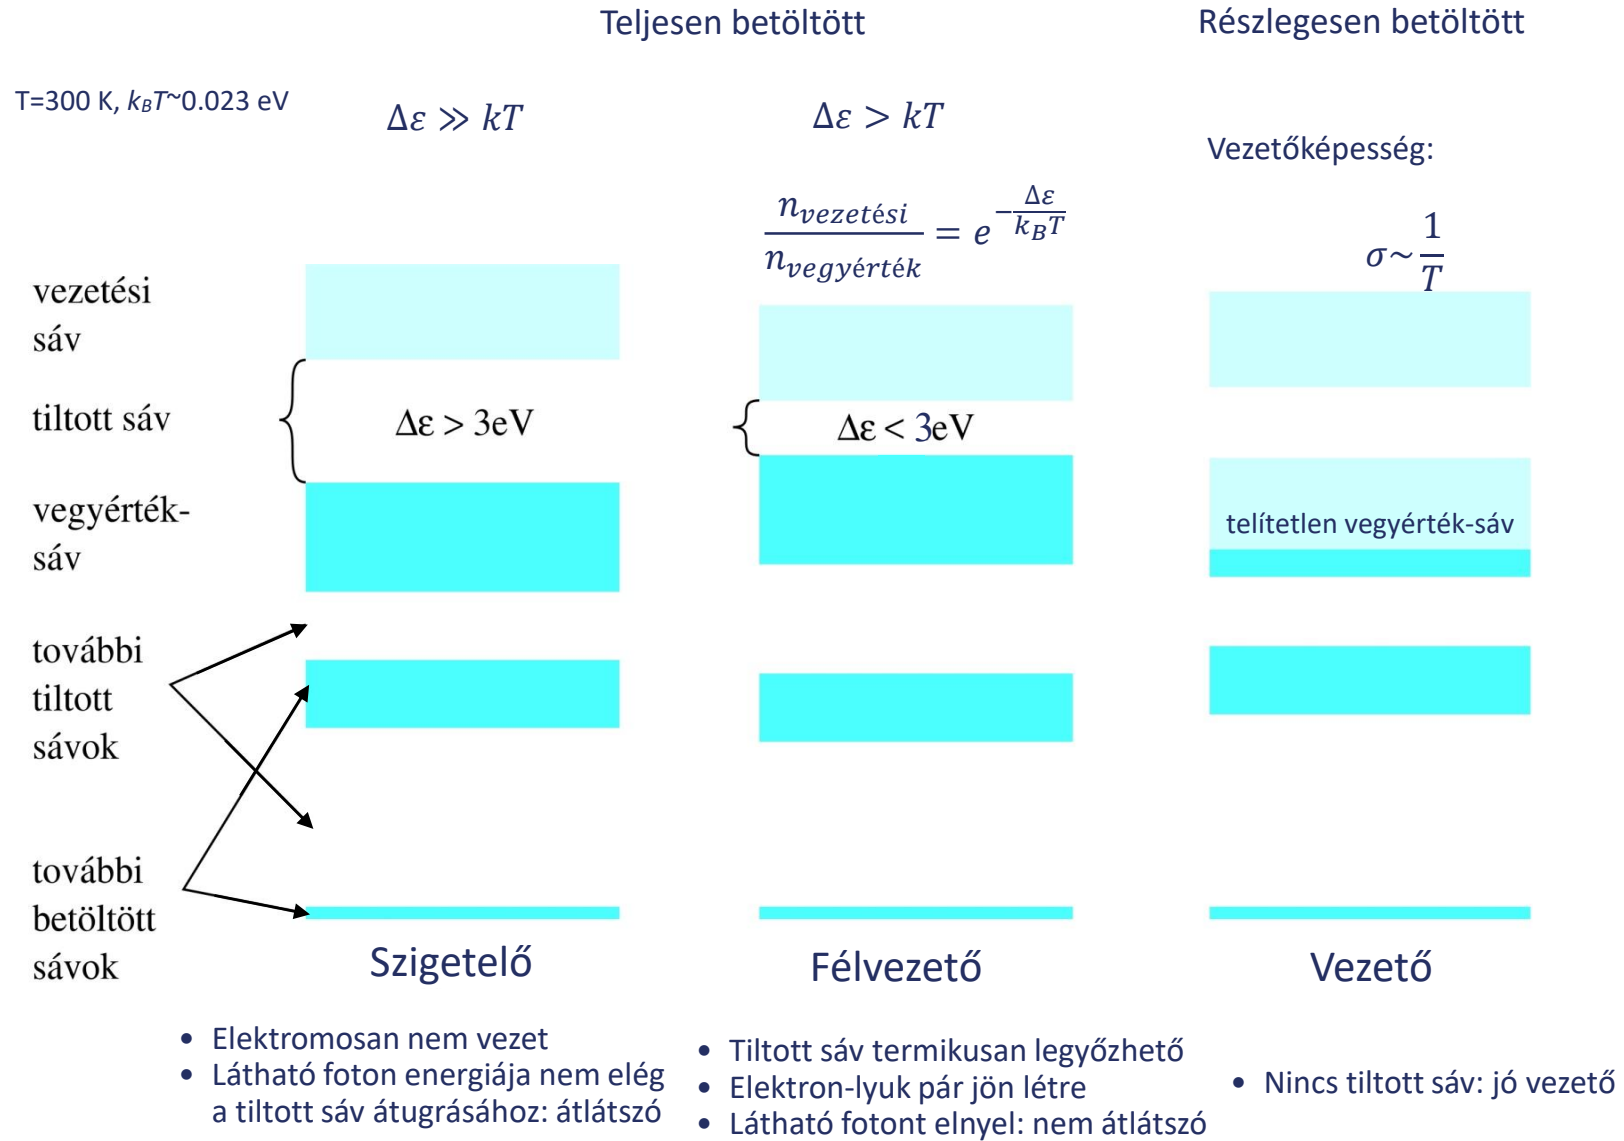 Teljesen betöltött
Részlegesen betöltött
T=300 K, kBT~0.023 eV
Δε ≫ kT
Δε > kT
Vezetőképesség:
n_vezetési / n_vegyérték = e^(-Δε/(k_B T))
σ~ 1/T
vezetési
sáv
tiltott sáv
Δε > 3eV
Δε < 3eV
vegyérték-
sáv
telítetlen vegyérték-sáv
további
tiltott
sávok
további
betöltött
sávok
Szigetelő
Félvezető
Vezető
• Elektromosan nem vezet
• Látható foton energiája nem elég
a tiltott sáv átugrásához: átlátszó
• Tiltott sáv termikusan legyőzhető
• Elektron-lyuk pár jön létre
• Látható fotont elnyel: nem átlátszó
• Nincs tiltott sáv: jó vezető